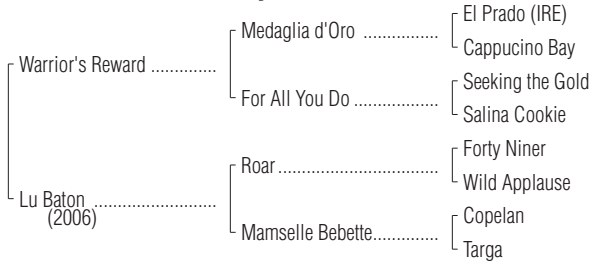 El Prado (IRE)
Medaglia d'Oro ................
Cappucino Bay
Warrior's Reward ..............
Seeking the Gold
For All You Do ..................
Salina Cookie
Forty Niner
Roar ..................................
Wild Applause
Lu Baton ..........................
(2006)
Copelan
Mamselle Bebette..............
Targa